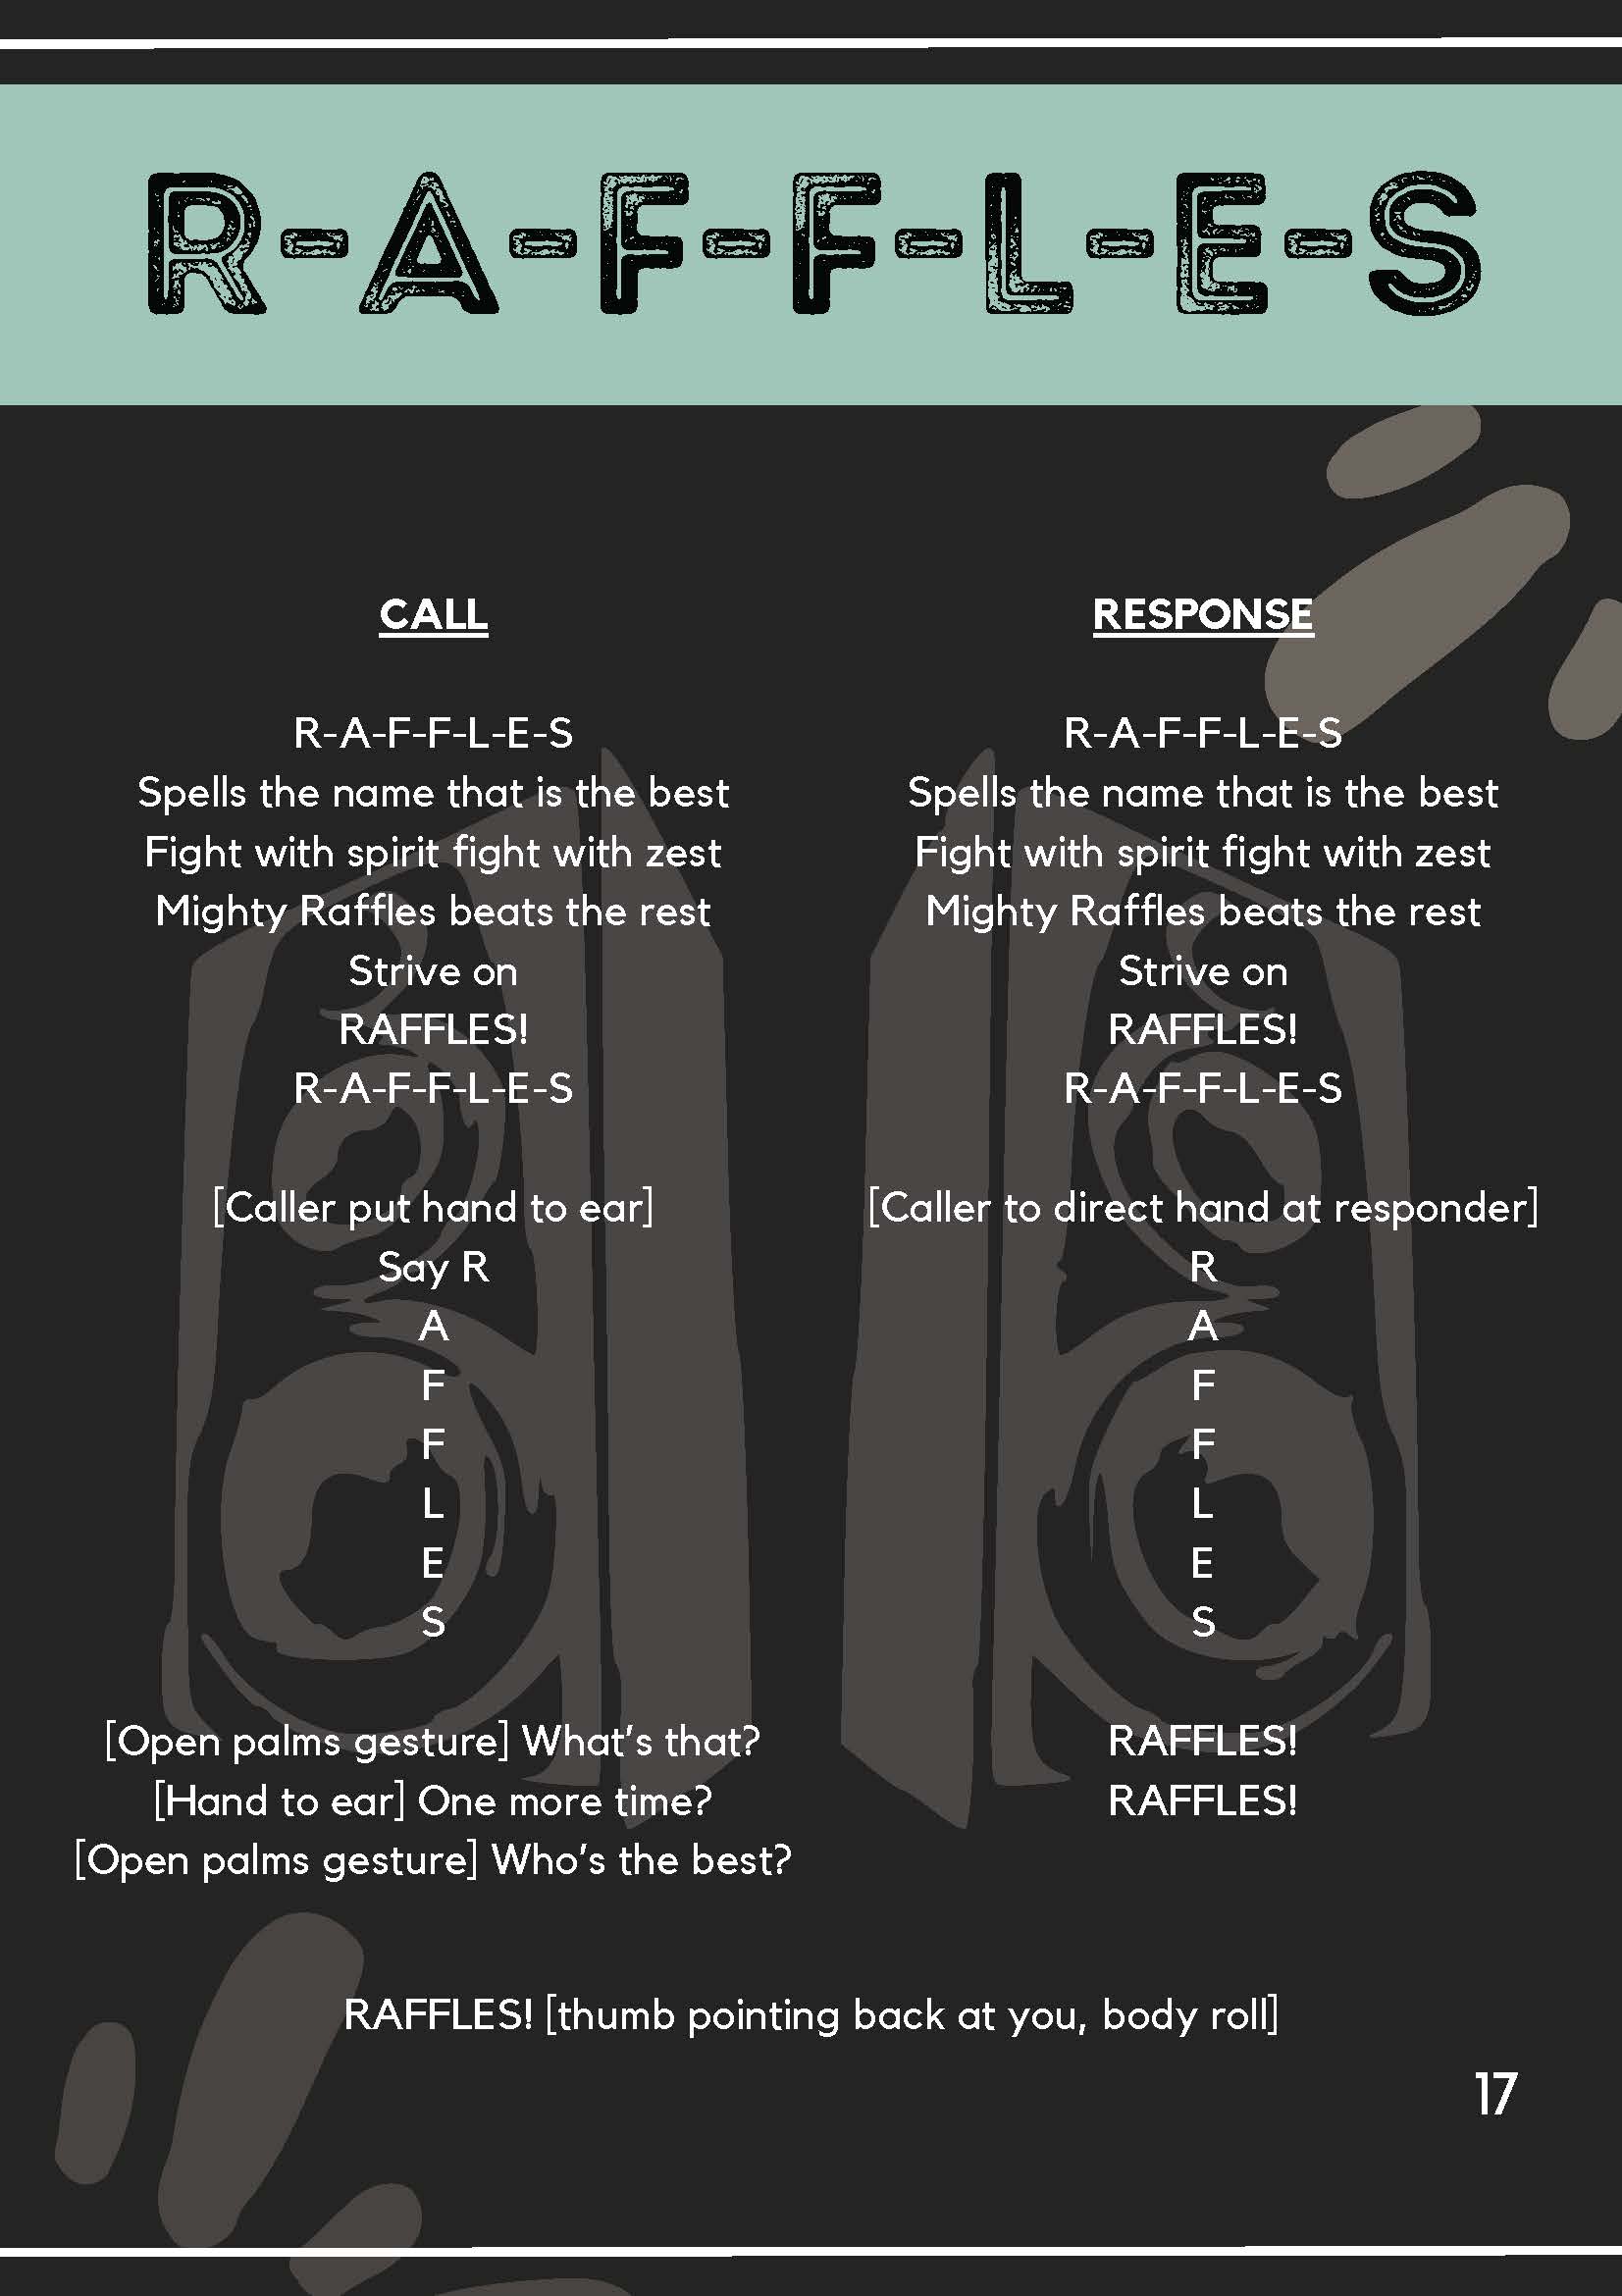 R-A-F-F-L-E-S
CALL
R-A-F-F-L-E-S
Spells the name that is the best
Fight with spirit fight with zest
Mighty Raffles beats the rest
Strive on
RAFFLES!
R-A-F-F-L-E-S
[Caller put hand to ear]
Say R
A
F
F
L
E
S
[Open palms gesture] What's that?
[Hand to ear] One more time?
[Open palms gesture] Who's the best?
RESPONSE
R-A-F-F-L-E-S
Spells the name that is the best
Fight with spirit fight with zest
Mighty Raffles beats the rest
Strive on
RAFFLES!
R-A-F-F-L-E-S
[Caller to direct hand at responder]
R
A
F
F
L
E
S
RAFFLES!
RAFFLES!
RAFFLES! [thumb pointing back at you, body roll]
17